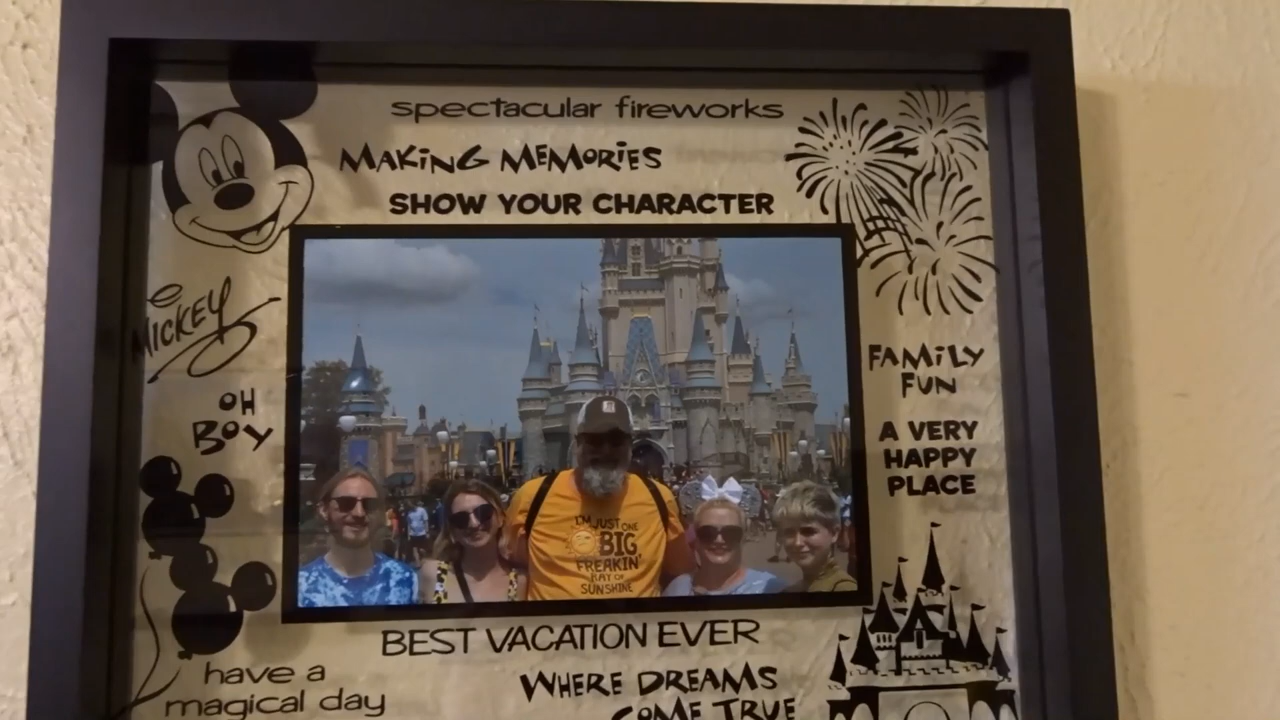 spectacular fireworks
MAKING MEMORIES
SHOW YOUR CHARACTER
MICKEY
OH
BOY
FAMILY
FUN
A VERY
HAPPY
PLACE
I'M JUST ONE
BIG
FREAKIN'
RAY OF
SUNSHINE
BEST VACATION EVER
have a
magical day
WHERE DREAMS
COME TRUE